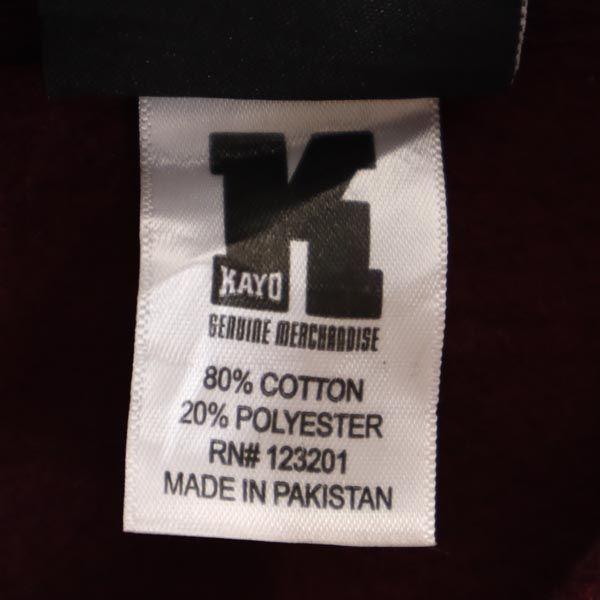 K
KAYO
GENUINE MERCHANDISE
80% COTTON
20% POLYESTER
RN# 123201
MADE IN PAKISTAN